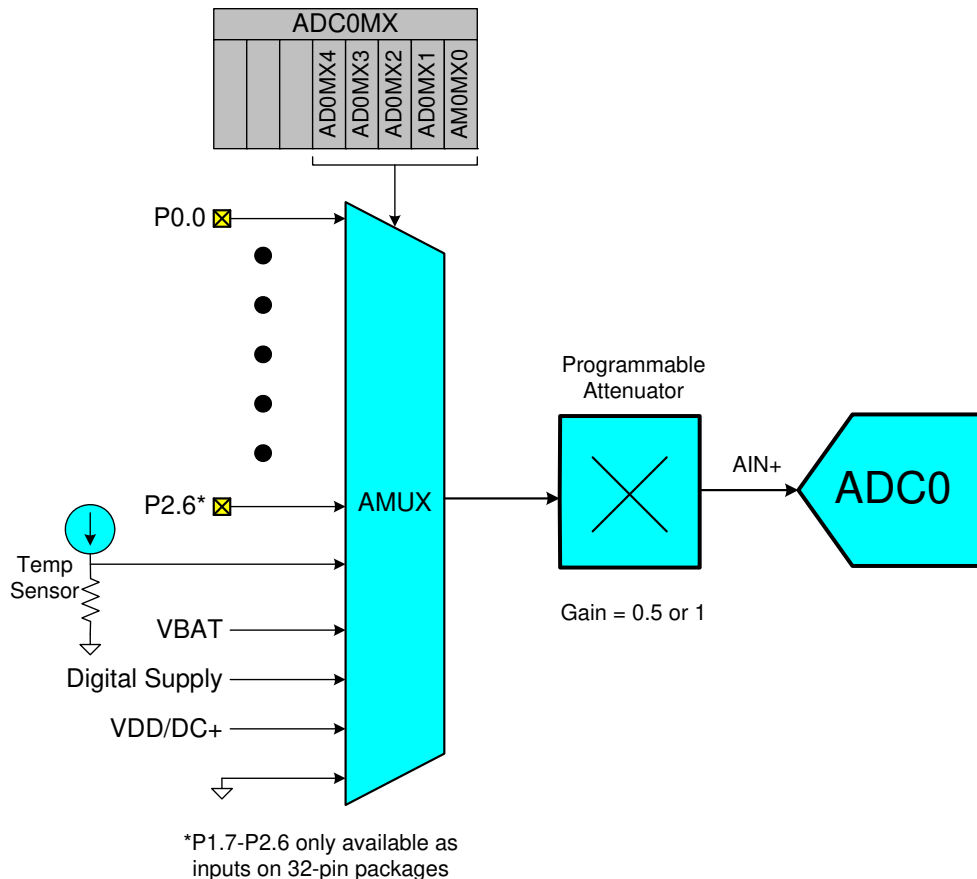 ADC0MX
AD0MX4
AD0MX3
AD0MX2
AD0MX1
AM0MX0
P0.0
Programmable
Attenuator
AIN+
ADC0
P2.6*
AMUX
Temp
Sensor
Gain = 0.5 or 1
VBAT
Digital Supply
VDD/DC+
*P1.7-P2.6 only available as
inputs on 32-pin packages